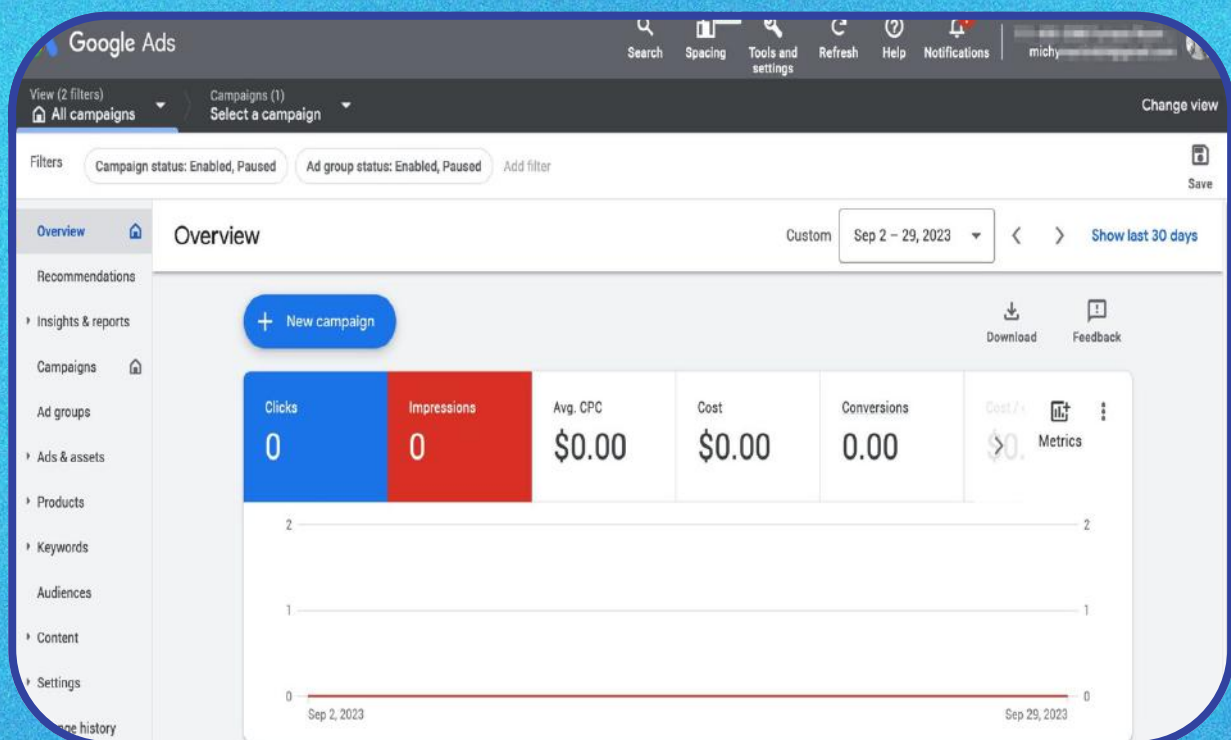 Google Ads
Search
Spacing
Tools and
settings
Refresh
Help
Notifications
michy
View (2 filters)
All campaigns
Campaigns (1)
Select a campaign
Change view
Filters
Campaign status: Enabled, Paused
Ad group status: Enabled, Paused
Add filter
Save
Overview
Recommendations
Insights & reports
Campaigns
Ad groups
Ads & assets
Products
Keywords
Audiences
Content
Settings
history
Overview
Custom
Sep 2 – 29, 2023
Show last 30 days
+ New campaign
Download
Feedback
Clicks
0
Impressions
0
Avg. CPC
$0.00
Cost
$0.00
Conversions
0.00
Cost /
$0.
Metrics
2
2
1
1
0
0
Sep 2, 2023
Sep 29, 2023